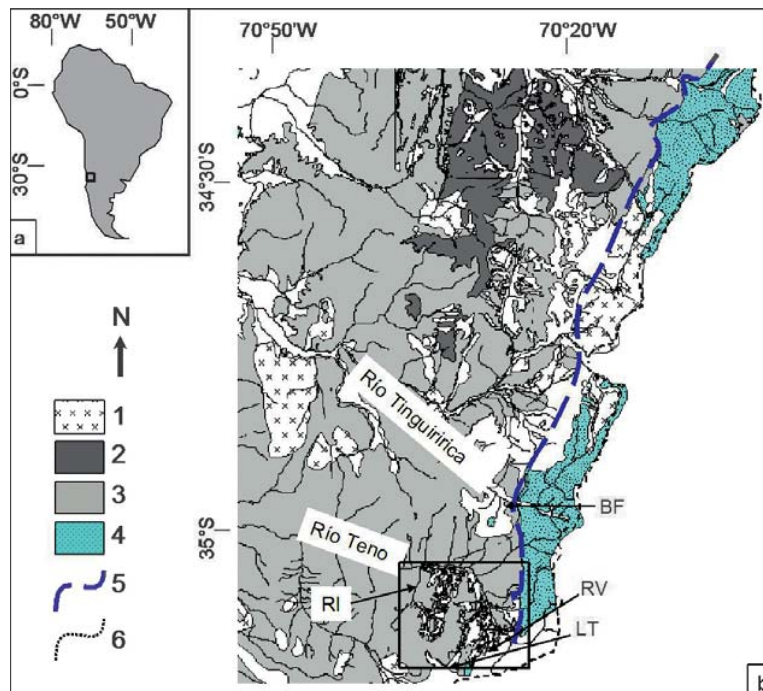 80°W 50°W
0°S
30°S
a
70°50'W 70°20'W
34°30'S
35°S
N
1
2
3
4
5
6
Río Tinguiririca
Río Teno
BF
RI
RV
LT
b